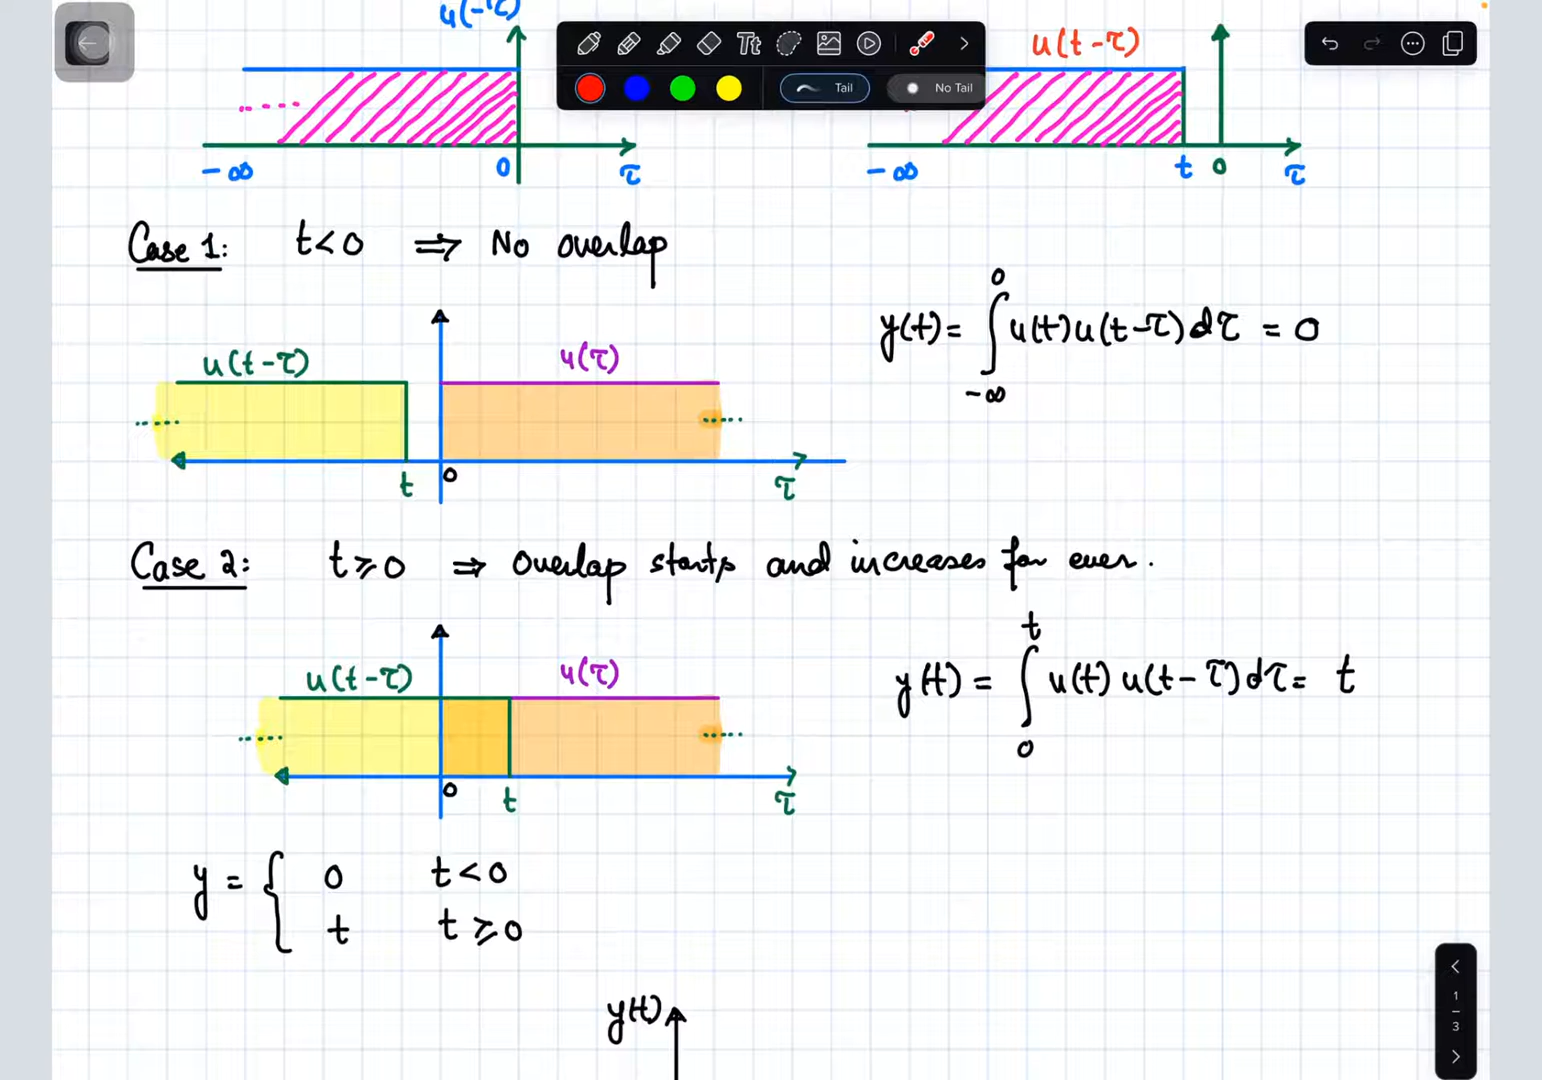 u(-τ)
Tt
u(t-τ)
Tail
No Tail
-∞ 0 τ
-∞ t 0 τ
Case 1: t<0 ⇒ No overlap
y(t)= ∫_{-∞}^{0} u(t)u(t-τ)dτ = 0
u(t-τ) u(τ)
t 0 τ
Case 2: t≥0 ⇒ Overlap starts and increases for ever.
y(t) = ∫_{0}^{t} u(t) u(t-τ)dτ = t
u(t-τ) u(τ)
0 t τ
y = { 0 t<0
t t≥0
y(t)
1
3